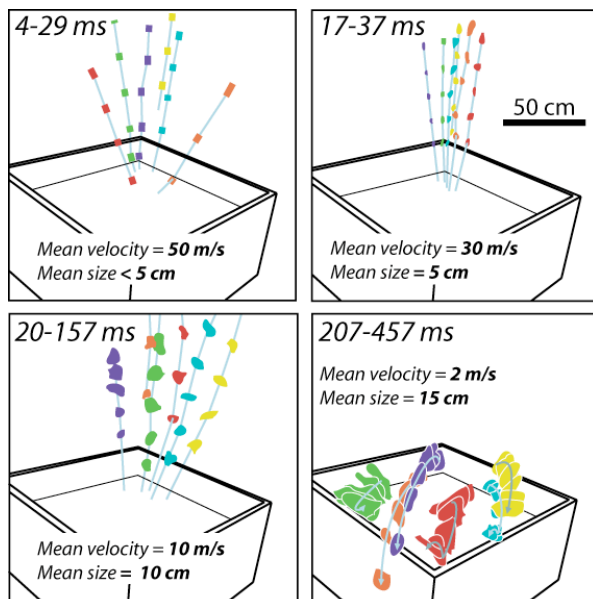 4-29 ms
Mean velocity = 50 m/s
Mean size < 5 cm
17-37 ms
50 cm
Mean velocity = 30 m/s
Mean size = 5 cm
20-157 ms
Mean velocity = 10 m/s
Mean size = 10 cm
207-457 ms
Mean velocity = 2 m/s
Mean size = 15 cm